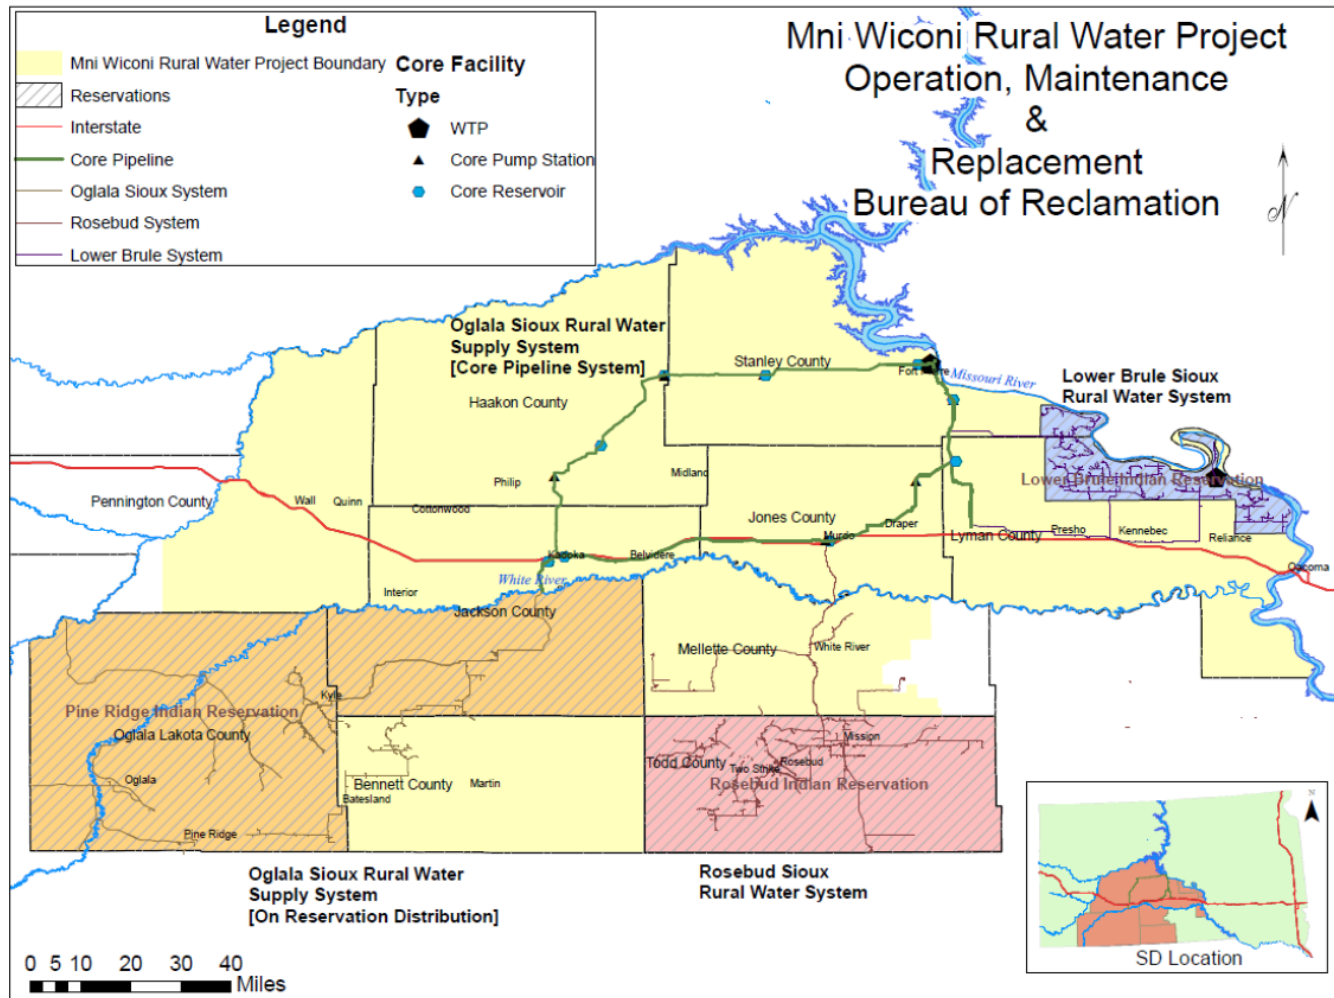 Legend
Mni Wiconi Rural Water Project Boundary
Reservations
Interstate
Core Pipeline
Oglala Sioux System
Rosebud System
Lower Brule System
Core Facility
Type
WTP
Core Pump Station
Core Reservoir
Mni Wiconi Rural Water Project
Operation, Maintenance
&
Replacement
Bureau of Reclamation
N
Oglala Sioux Rural Water
Supply System
[Core Pipeline System]
Haakon County
Stanley County
Fort
Missouri River
Lower Brule Sioux
Rural Water System
Lower Brule Indian Reservation
Pennington County
Wall
Quinn
Philip
Cottonwood
Midland
Jones County
Draper
Murdo
Lyman County
Presho
Kennebec
Reliance
Oacoma
Kadoka
Belvidere
White River
Interior
Jackson County
Mellette County
White River
Kyle
Pine Ridge Indian Reservation
Oglala Lakota County
Oglala
Pine Ridge
Bennett County
Batesland
Martin
Todd County
Two Strike
Rosebud
Mission
Rosebud Indian Reservation
Oglala Sioux Rural Water
Supply System
[On Reservation Distribution]
Rosebud Sioux
Rural Water System
0 5 10 20 30 40
Miles
N
SD Location